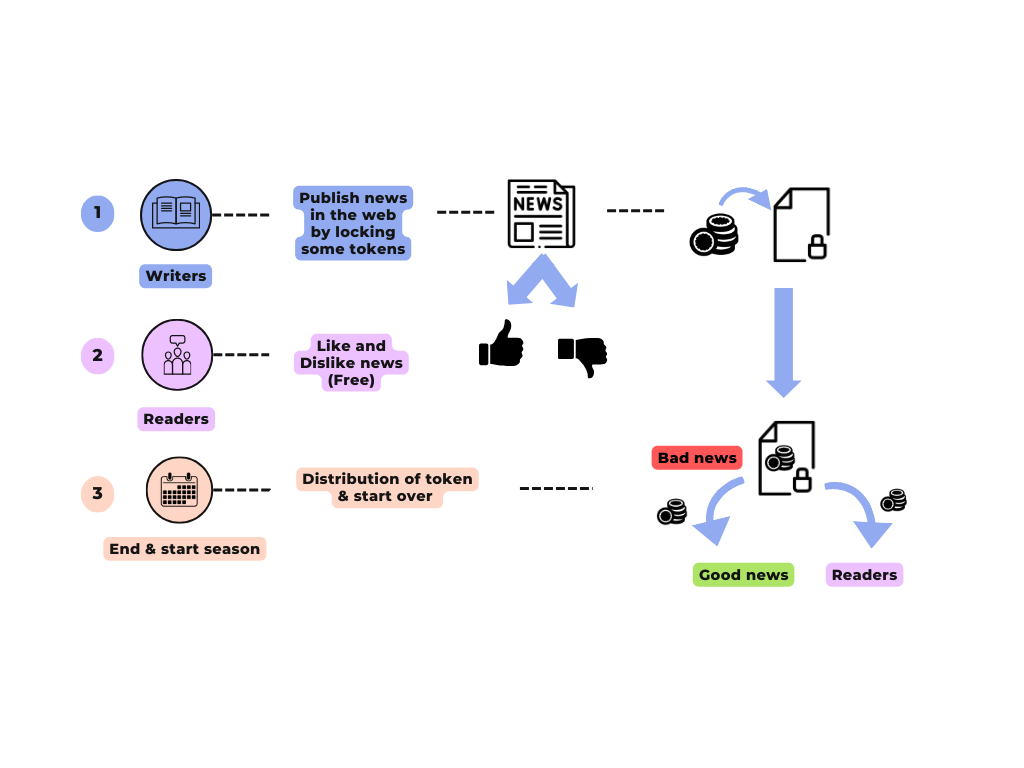 1
Writers
Publish news
in the web
by locking
some tokens
NEWS
2
Readers
Like and
Dislike news
(Free)
3
End & start season
Distribution of token
& start over
Bad news
Good news
Readers